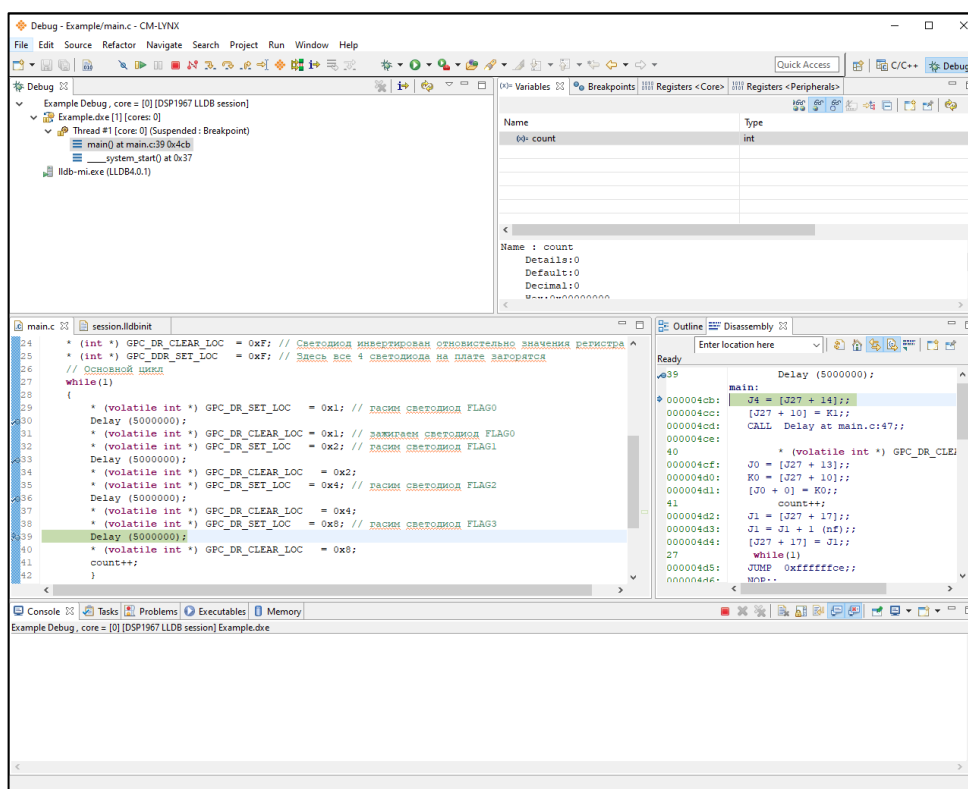 Debug - Example/main.c - CM-LYNX
File Edit Source Refactor Navigate Search Project Run Window Help
Quick Access
C/C++
Debug
Debug
Example Debug , core = [0] [DSP1967 LLDB session]
Example.dxe [1] [cores: 0]
Thread #1 [core: 0] (Suspended : Breakpoint)
main() at main.c:39 0x4cb
____system_start() at 0x37
lldb-mi.exe (LLDB4.0.1)
(x)= Variables Breakpoints Registers <Core> Registers <Peripherals>
Name Type
(x)= count int
Name : count
Details:0
Default:0
Decimal:0
Hex:0x00000000
main.c session.lldbinit
24 * (int *) GPC_DR_CLEAR_LOC = 0xF; // Светодиод инвертирован отновистельно значения регистра
25 * (int *) GPC_DDR_SET_LOC = 0xF; // Здесь все 4 светодиода на плате загорятся
26 // Основной цикл
27 while(1)
28 {
29 * (volatile int *) GPC_DR_SET_LOC = 0x1; // гасим светодиод FLAG0
30 Delay (5000000);
31 * (volatile int *) GPC_DR_CLEAR_LOC = 0x1; // зажигаем светодиод FLAG0
32 * (volatile int *) GPC_DR_SET_LOC = 0x2; // гасим светодиод FLAG1
33 Delay (5000000);
34 * (volatile int *) GPC_DR_CLEAR_LOC = 0x2;
35 * (volatile int *) GPC_DR_SET_LOC = 0x4; // гасим светодиод FLAG2
36 Delay (5000000);
37 * (volatile int *) GPC_DR_CLEAR_LOC = 0x4;
38 * (volatile int *) GPC_DR_SET_LOC = 0x8; // гасим светодиод FLAG3
39 Delay (5000000);
40 * (volatile int *) GPC_DR_CLEAR_LOC = 0x8;
41 count++;
42 }
Outline Disassembly
Enter location here
Ready
39 Delay (5000000);
main:
000004cb: J4 = [J27 + 14];;
000004cc: [J27 + 10] = K1;;
000004cd: CALL Delay at main.c:47;;
000004ce:
40 * (volatile int *) GPC_DR_CLEA
000004cf: J0 = [J27 + 13];;
000004d0: K0 = [J27 + 10];;
000004d1: [J0 + 0] = K0;;
41 count++;
000004d2: J1 = [J27 + 17];;
000004d3: J1 = J1 + 1 (nf);;
000004d4: [J27 + 17] = J1;;
27 while(1)
000004d5: JUMP 0xffffffce;;
000004d6: NOP;;
Console Tasks Problems Executables Memory
Example Debug , core = [0] [DSP1967 LLDB session] Example.dxe